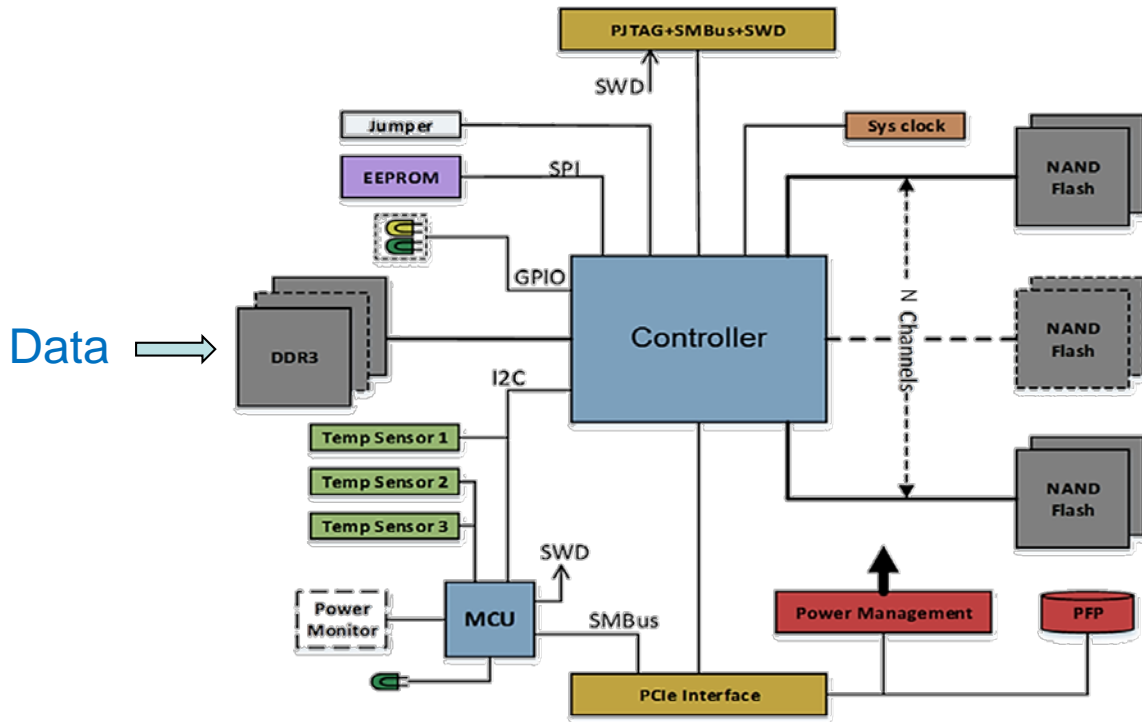 PJTAG+SMBus+SWD
SWD
Jumper
Sys clock
EEPROM
SPI
NAND
Flash
GPIO
Data
DDR3
Controller
N Channels
NAND
Flash
I2C
Temp Sensor 1
Temp Sensor 2
Temp Sensor 3
NAND
Flash
SWD
Power
Monitor
MCU
SMBus
Power Management
PFP
PCIe Interface